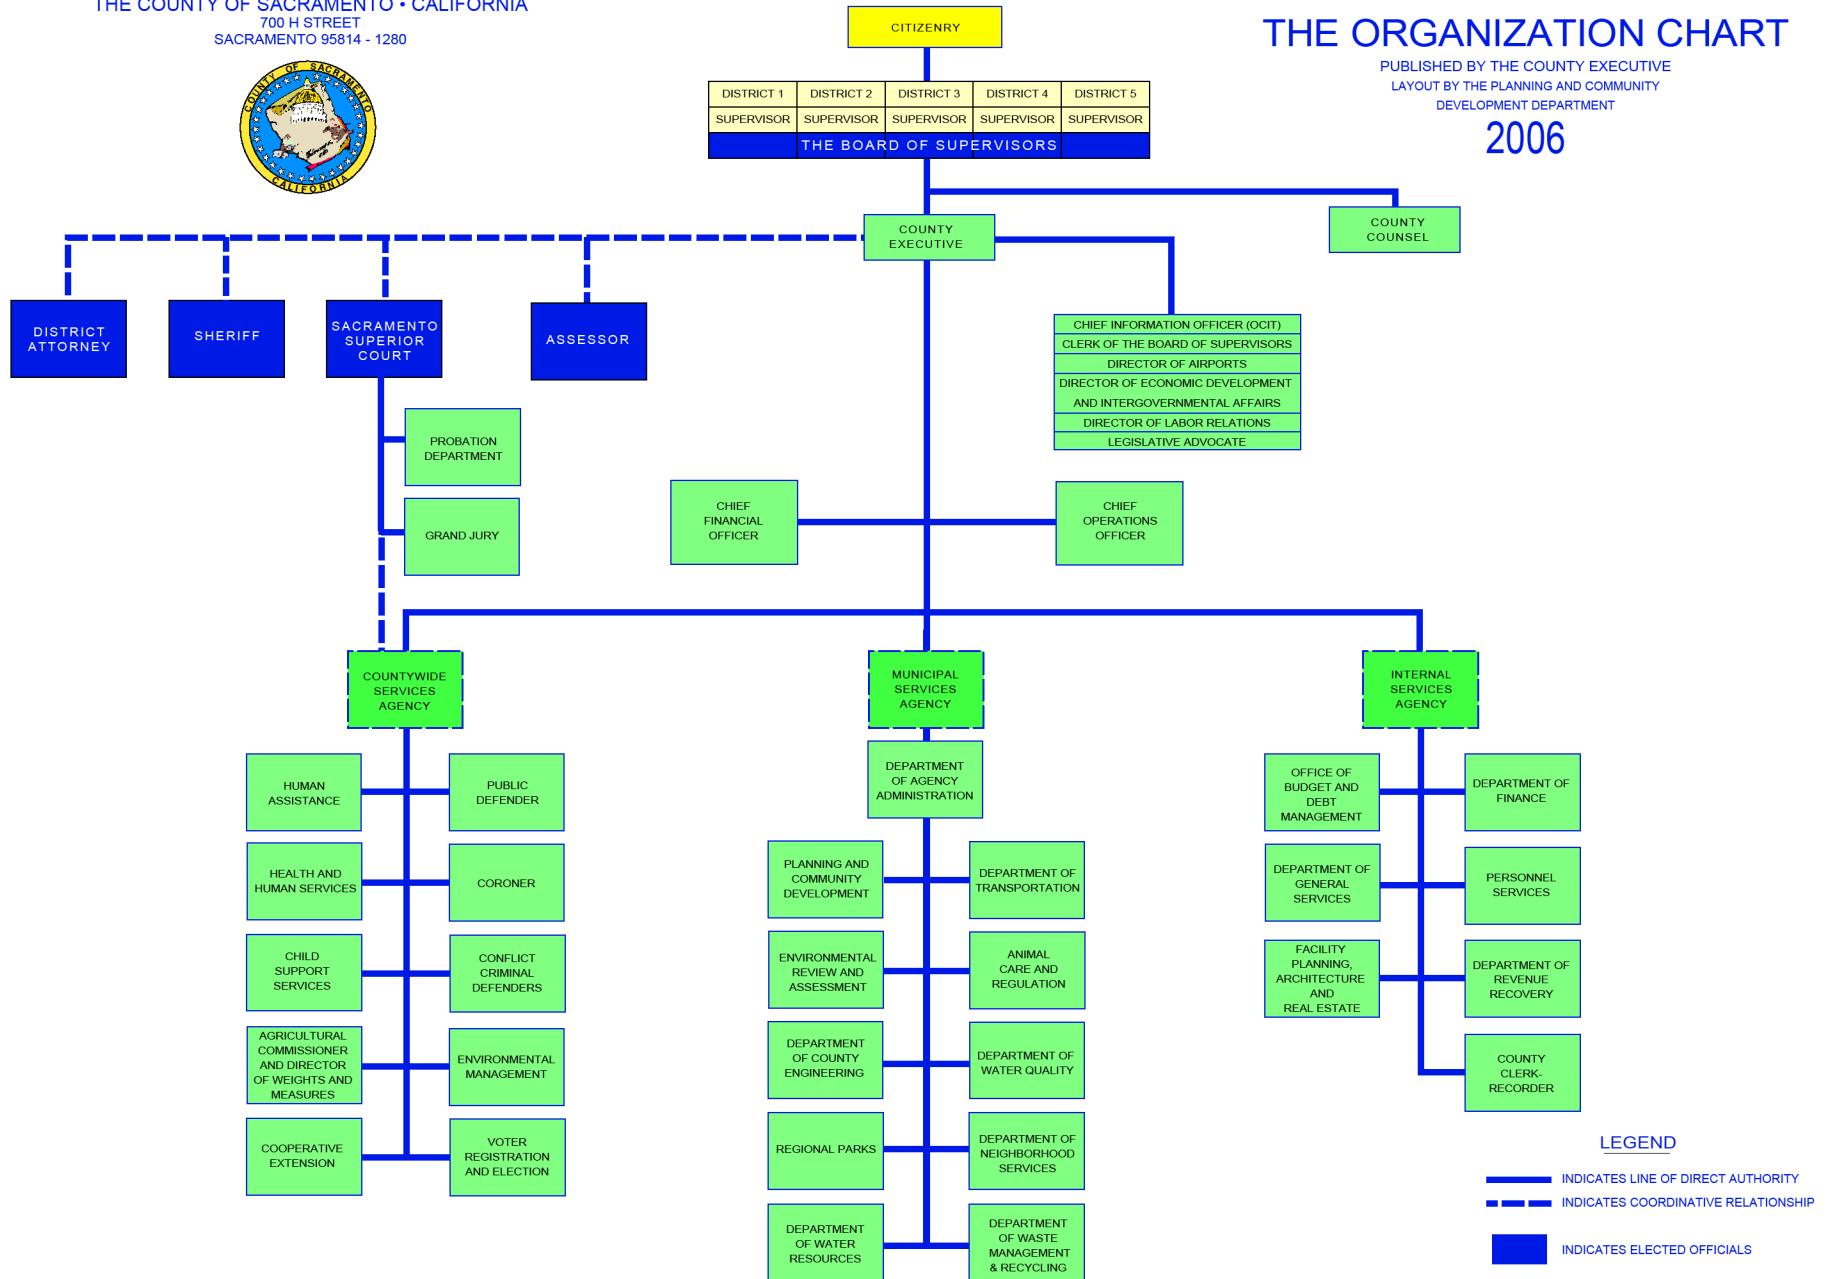 THE COUNTY OF SACRAMENTO • CALIFORNIA
700 H STREET
SACRAMENTO 95814 - 1280
COUNTY OF SACRAMENTO
CALIFORNIA
CITIZENRY
THE ORGANIZATION CHART
PUBLISHED BY THE COUNTY EXECUTIVE
LAYOUT BY THE PLANNING AND COMMUNITY
DEVELOPMENT DEPARTMENT
2006
DISTRICT 1 DISTRICT 2 DISTRICT 3 DISTRICT 4 DISTRICT 5
SUPERVISOR SUPERVISOR SUPERVISOR SUPERVISOR SUPERVISOR
THE BOARD OF SUPERVISORS
COUNTY
EXECUTIVE
COUNTY
COUNSEL
DISTRICT
ATTORNEY
SHERIFF
SACRAMENTO
SUPERIOR
COURT
ASSESSOR
CHIEF INFORMATION OFFICER (OCIT)
CLERK OF THE BOARD OF SUPERVISORS
DIRECTOR OF AIRPORTS
DIRECTOR OF ECONOMIC DEVELOPMENT
AND INTERGOVERNMENTAL AFFAIRS
DIRECTOR OF LABOR RELATIONS
LEGISLATIVE ADVOCATE
PROBATION
DEPARTMENT
GRAND JURY
CHIEF
FINANCIAL
OFFICER
CHIEF
OPERATIONS
OFFICER
COUNTYWIDE
SERVICES
AGENCY
MUNICIPAL
SERVICES
AGENCY
INTERNAL
SERVICES
AGENCY
HUMAN
ASSISTANCE
PUBLIC
DEFENDER
HEALTH AND
HUMAN SERVICES
CORONER
CHILD
SUPPORT
SERVICES
CONFLICT
CRIMINAL
DEFENDERS
AGRICULTURAL
COMMISSIONER
AND DIRECTOR
OF WEIGHTS AND
MEASURES
ENVIRONMENTAL
MANAGEMENT
COOPERATIVE
EXTENSION
VOTER
REGISTRATION
AND ELECTION
DEPARTMENT
OF AGENCY
ADMINISTRATION
PLANNING AND
COMMUNITY
DEVELOPMENT
DEPARTMENT OF
TRANSPORTATION
ENVIRONMENTAL
REVIEW AND
ASSESSMENT
ANIMAL
CARE AND
REGULATION
DEPARTMENT
OF COUNTY
ENGINEERING
DEPARTMENT OF
WATER QUALITY
REGIONAL PARKS
DEPARTMENT OF
NEIGHBORHOOD
SERVICES
DEPARTMENT
OF WATER
RESOURCES
DEPARTMENT
OF WASTE
MANAGEMENT
& RECYCLING
OFFICE OF
BUDGET AND
DEBT
MANAGEMENT
DEPARTMENT OF
FINANCE
DEPARTMENT OF
GENERAL
SERVICES
PERSONNEL
SERVICES
FACILITY
PLANNING,
ARCHITECTURE
AND
REAL ESTATE
DEPARTMENT OF
REVENUE
RECOVERY
COUNTY
CLERK-
RECORDER
LEGEND
INDICATES LINE OF DIRECT AUTHORITY
INDICATES COORDINATIVE RELATIONSHIP
INDICATES ELECTED OFFICIALS